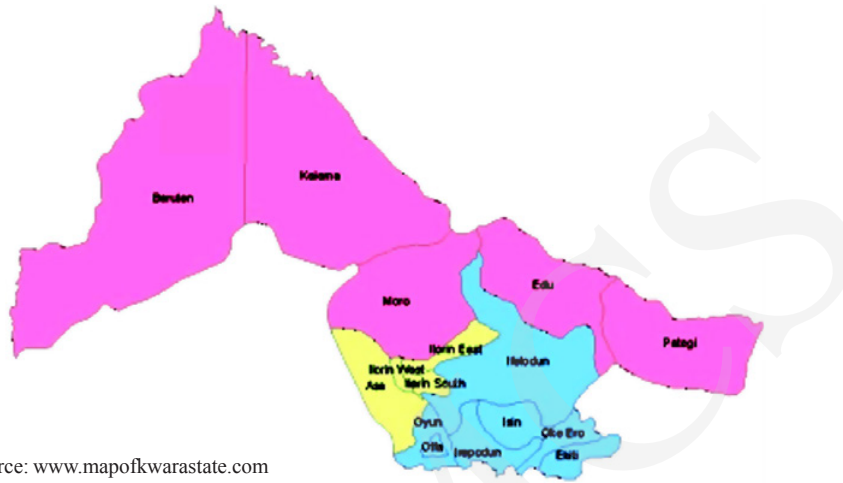 Kaiama
Baruten
Edu
Moro
Patagi
Ilorin East
Ifelodun
Ilorin West
Ilorin South
Asa
Oyun
Isin
Oke Ero
Offa
Irepodun
Ekiti
rce: www.mapofkwarastate.com
CS